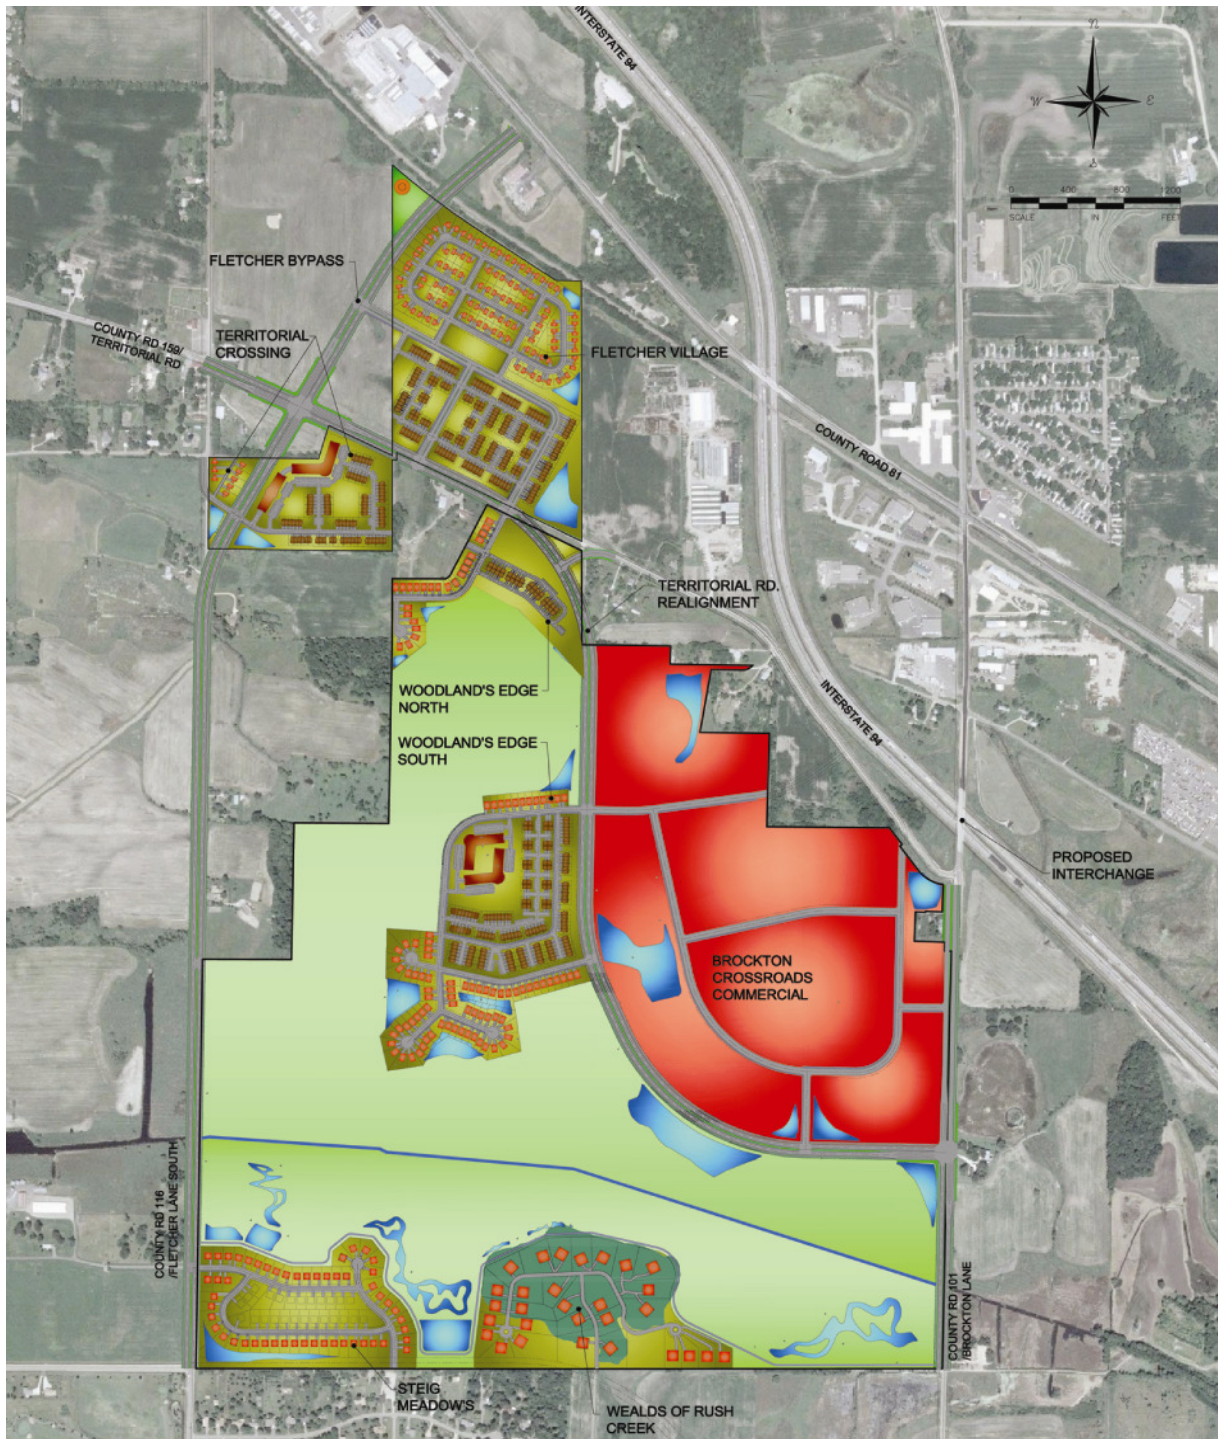 INTERSTATE 94
N
W
E
S
0 400 800 1200
SCALE IN FEET
FLETCHER BYPASS
COUNTY RD 159/
TERRITORIAL RD
TERRITORIAL
CROSSING
FLETCHER VILLAGE
COUNTY ROAD 81
TERRITORIAL RD.
REALIGNMENT
WOODLAND'S EDGE
NORTH
INTERSTATE 94
WOODLAND'S EDGE
SOUTH
PROPOSED
INTERCHANGE
BROCKTON
CROSSROADS
COMMERCIAL
COUNTY RD 116
/FLETCHER LANE SOUTH
COUNTY RD 101
/BROCKTON LANE
STEIG
MEADOW'S
WEALDS OF RUSH
CREEK